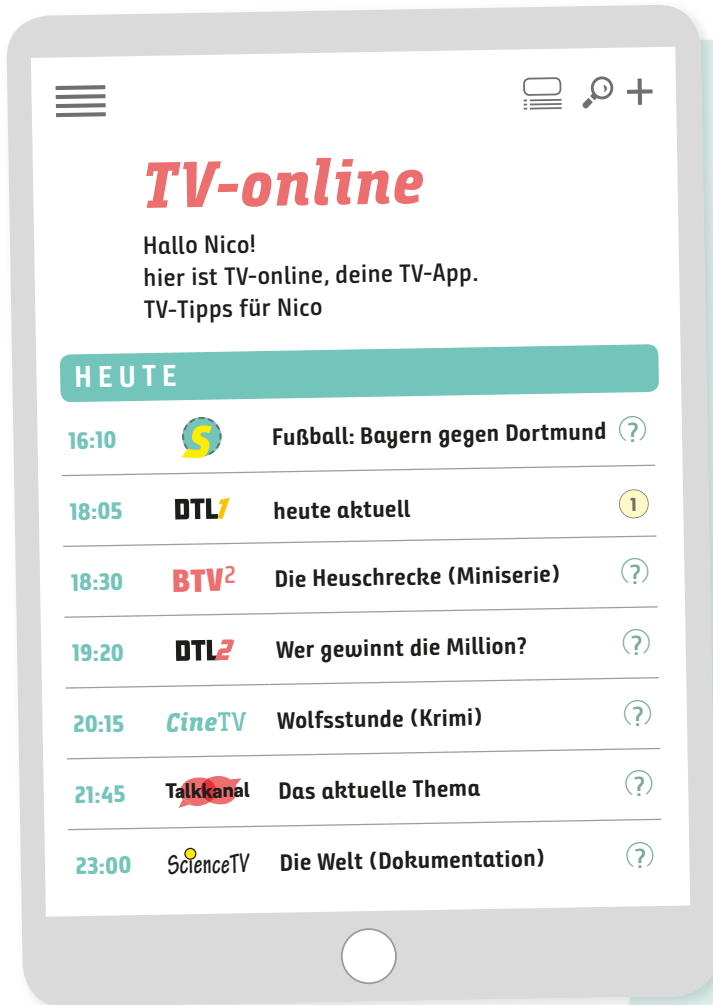 TV-online
Hallo Nico!
hier ist TV-online, deine TV-App.
TV-Tipps für Nico
HEUTE
16:10 S Fußball: Bayern gegen Dortmund ?
18:05 DTL1 heute aktuell 1
18:30 BTV2 Die Heuschrecke (Miniserie) ?
19:20 DTL2 Wer gewinnt die Million? ?
20:15 CineTV Wolfsstunde (Krimi) ?
21:45 Talkkanal Das aktuelle Thema ?
23:00 ScienceTV Die Welt (Dokumentation) ?